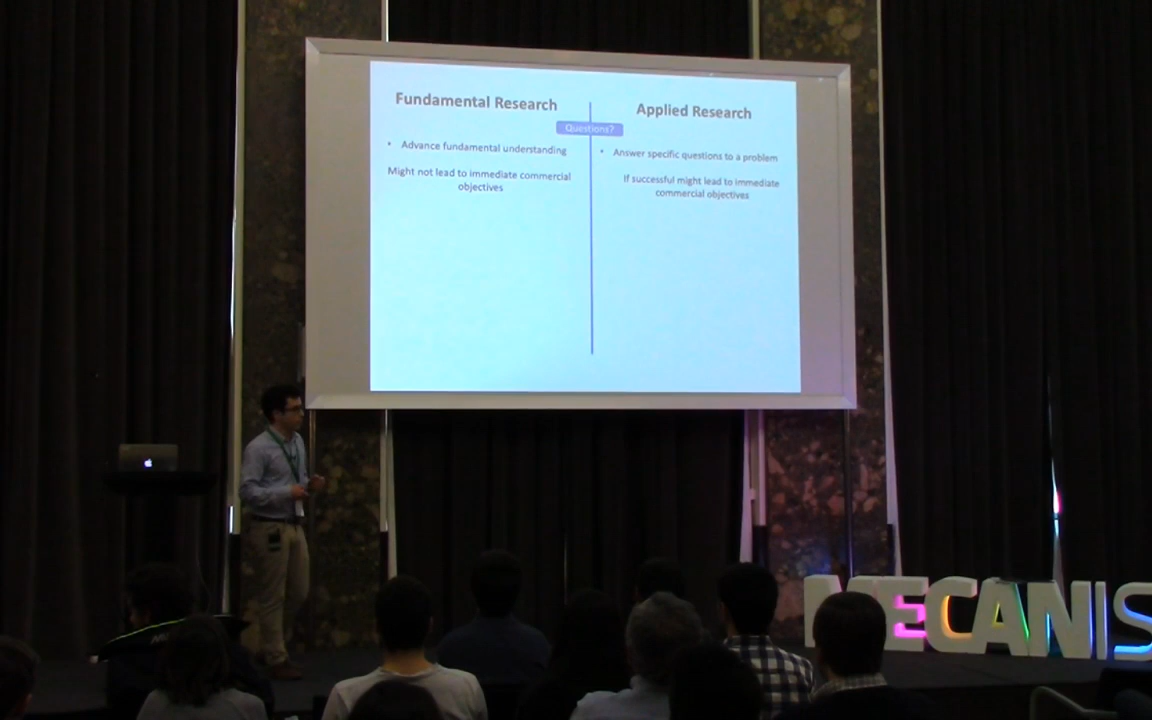 Fundamental Research
Applied Research
Questions?
• Advance fundamental understanding
Might not lead to immediate commercial
objectives
• Answer specific questions to a problem
If successful might lead to immediate
commercial objectives
MECANIS